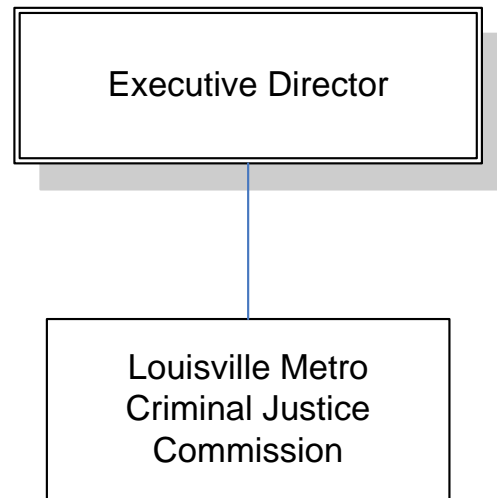 Executive Director
Louisville Metro
Criminal Justice
Commission